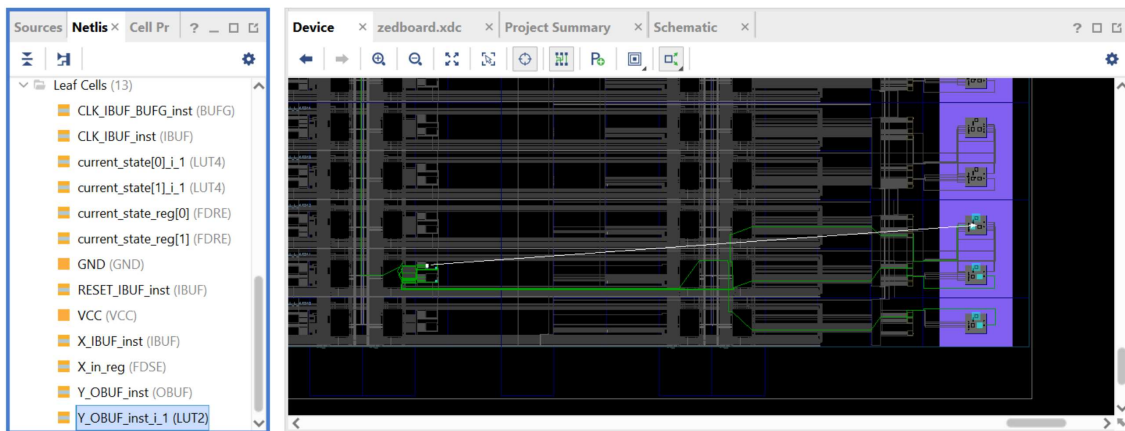 Sources Netlis × Cell Pr ?
Leaf Cells (13)
CLK_IBUF_BUFG_inst (BUFG)
CLK_IBUF_inst (IBUF)
current_state[0]_i_1 (LUT4)
current_state[1]_i_1 (LUT4)
current_state_reg[0] (FDRE)
current_state_reg[1] (FDRE)
GND (GND)
RESET_IBUF_inst (IBUF)
VCC (VCC)
X_IBUF_inst (IBUF)
X_in_reg (FDSE)
Y_OBUF_inst (OBUF)
Y_OBUF_inst_i_1 (LUT2)
Device × zedboard.xdc × Project Summary × Schematic × ?